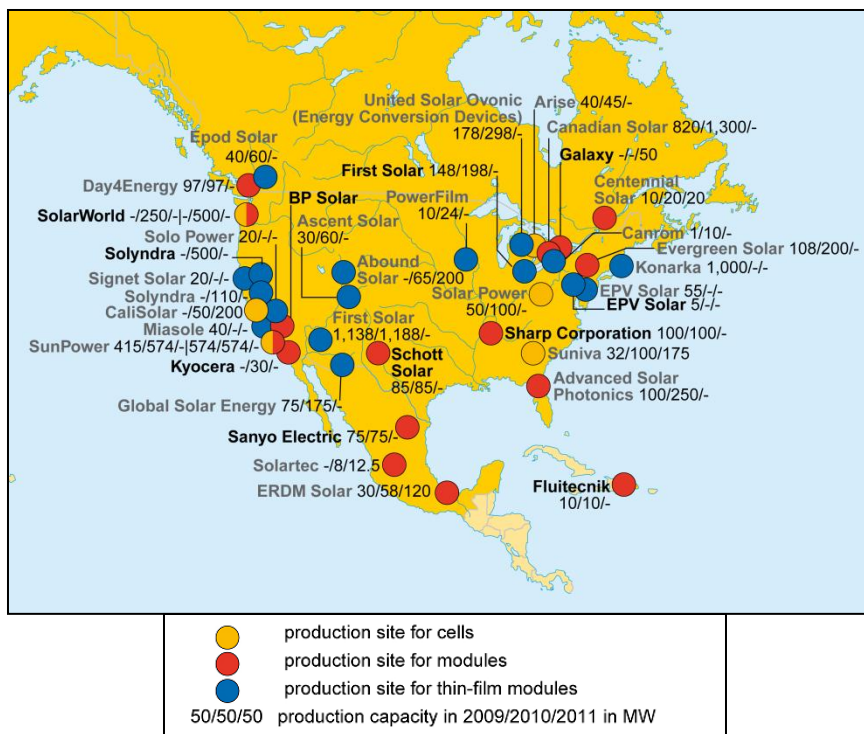 United Solar Ovonic
(Energy Conversion Devices)
178/298/-
Arise 40/45/-
Canadian Solar 820/1,300/-
Galaxy -/-/50
Epod Solar
40/60/-
First Solar 148/198/-
Centennial
Solar 10/20/20
Day4Energy 97/97/-
BP Solar
PowerFilm
10/24/-
SolarWorld -/250/-|-/500/-
Ascent Solar
30/60/-
Canrom 1/10/-
Solo Power 20/-/-
Evergreen Solar 108/200/-
Solyndra
-/500/-
Abound
Solar -/65/200
Konarka 1,000/-/-
Signet Solar 20/-/-
Solar Power
50/100/-
EPV Solar 55/-/-
Solyndra -/110/-
EPV Solar 5/-/-
CaliSolar -/50/200
First Solar
1,138/1,188/-
Miasole 40/-/-
Sharp Corporation 100/100/-
SunPower 415/574/-|574/574/-
Schott
Solar
85/85/-
Suniva 32/100/175
Kyocera -/30/-
Advanced Solar
Photonics 100/250/-
Global Solar Energy 75/175/-
Sanyo Electric 75/75/-
Solartec -/8/12.5
ERDM Solar 30/58/120
Fluitecnik
10/10/-
production site for cells
production site for modules
production site for thin-film modules
50/50/50 production capacity in 2009/2010/2011 in MW